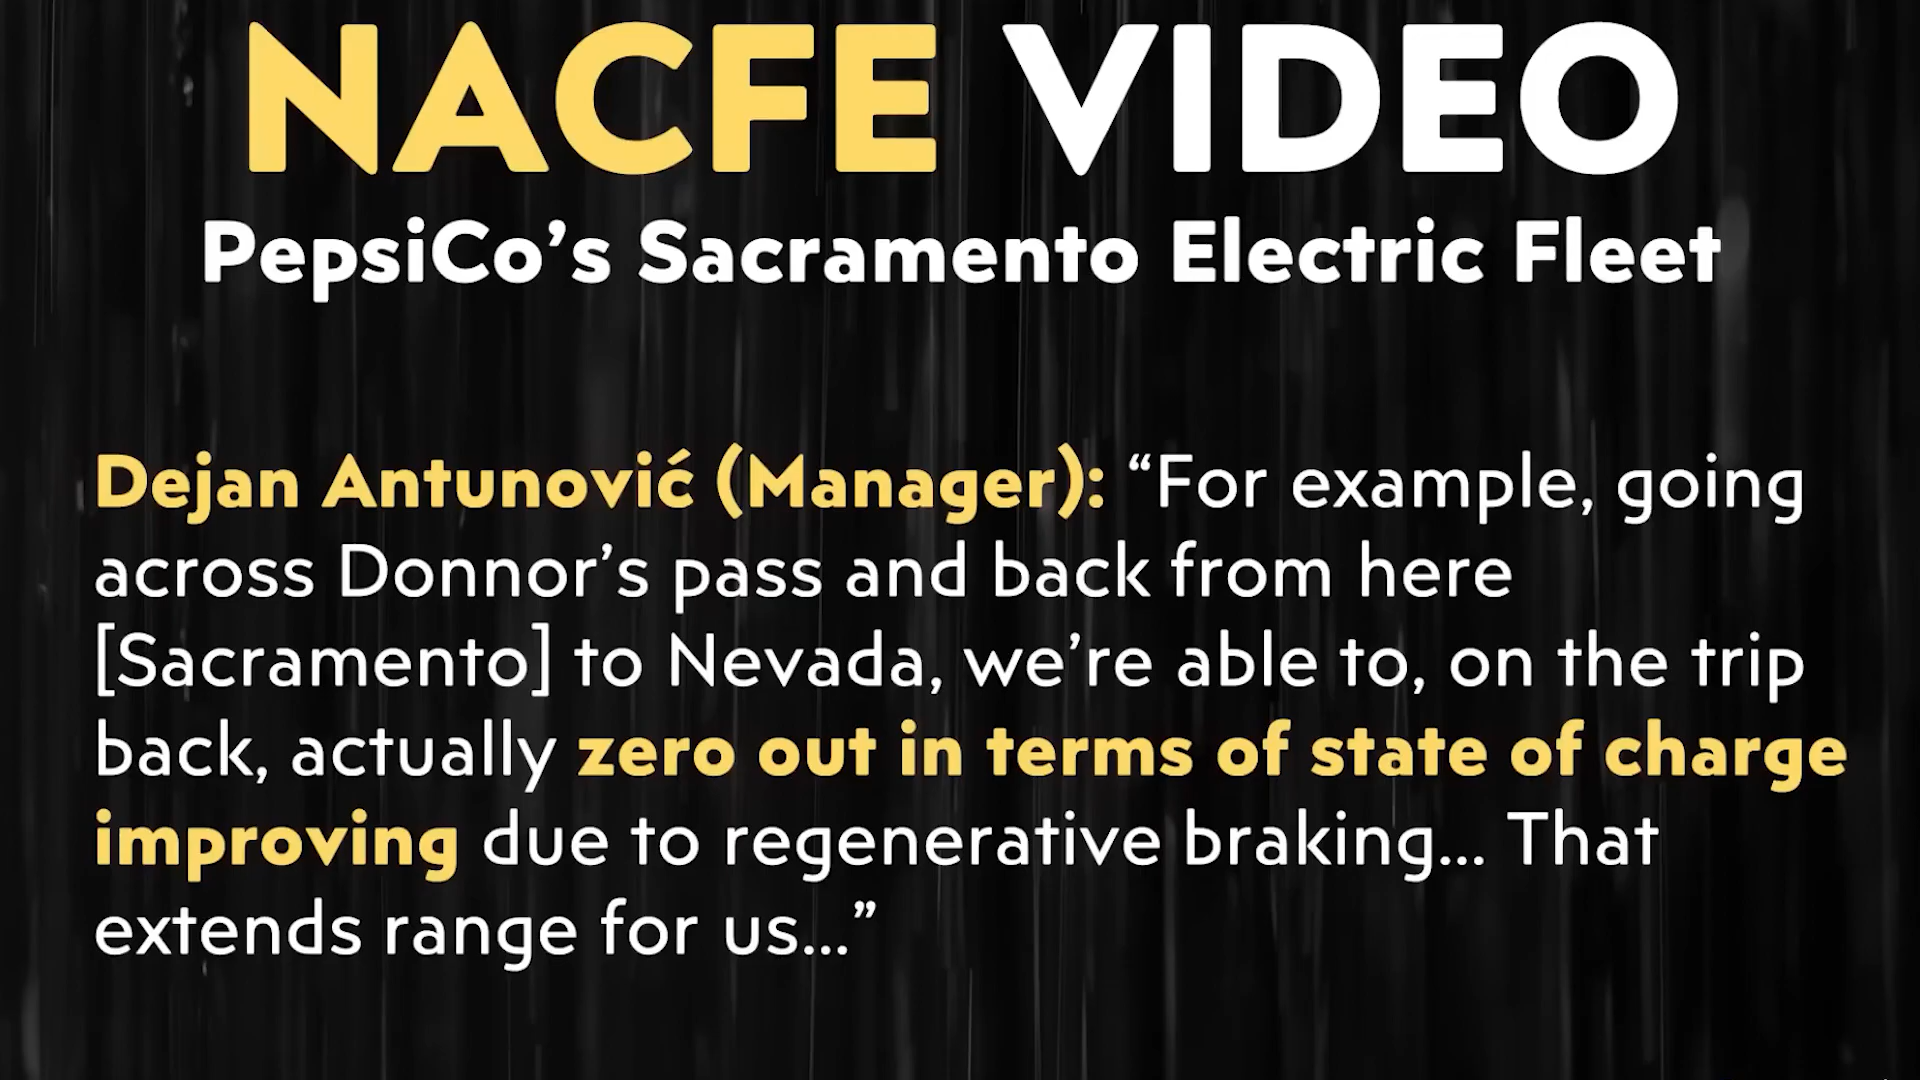 NACFE VIDEO
PepsiCo’s Sacramento Electric Fleet
Dejan Antunović (Manager): “For example, going
across Donnor’s pass and back from here
[Sacramento] to Nevada, we’re able to, on the trip
back, actually zero out in terms of state of charge
improving due to regenerative braking... That
extends range for us...”